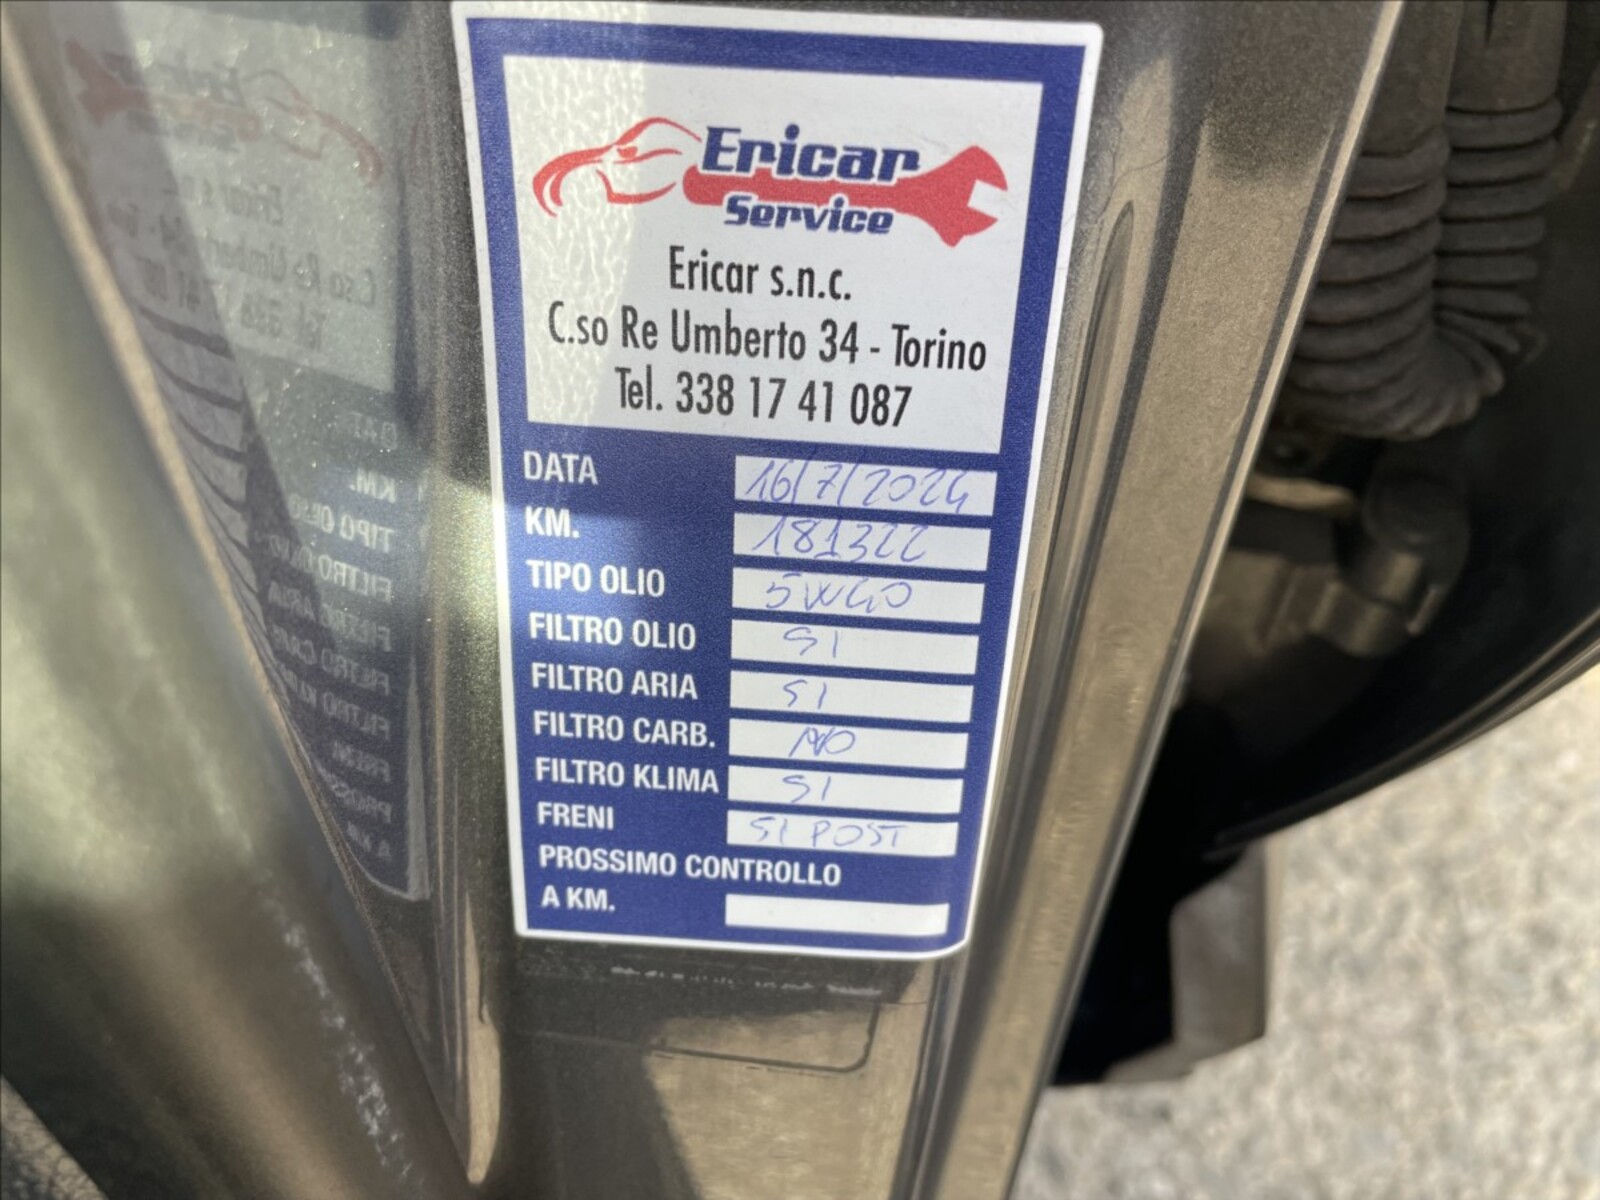 Ericar
Service
Ericar s.n.c.
C.so Re Umberto 34 - Torino
Tel. 338 17 41 087
DATA 16/7/2024
KM. 181322
TIPO OLIO 5W40
FILTRO OLIO SI
FILTRO ARIA SI
FILTRO CARB. NO
FILTRO KLIMA SI
FRENI SI POST
PROSSIMO CONTROLLO
A KM.